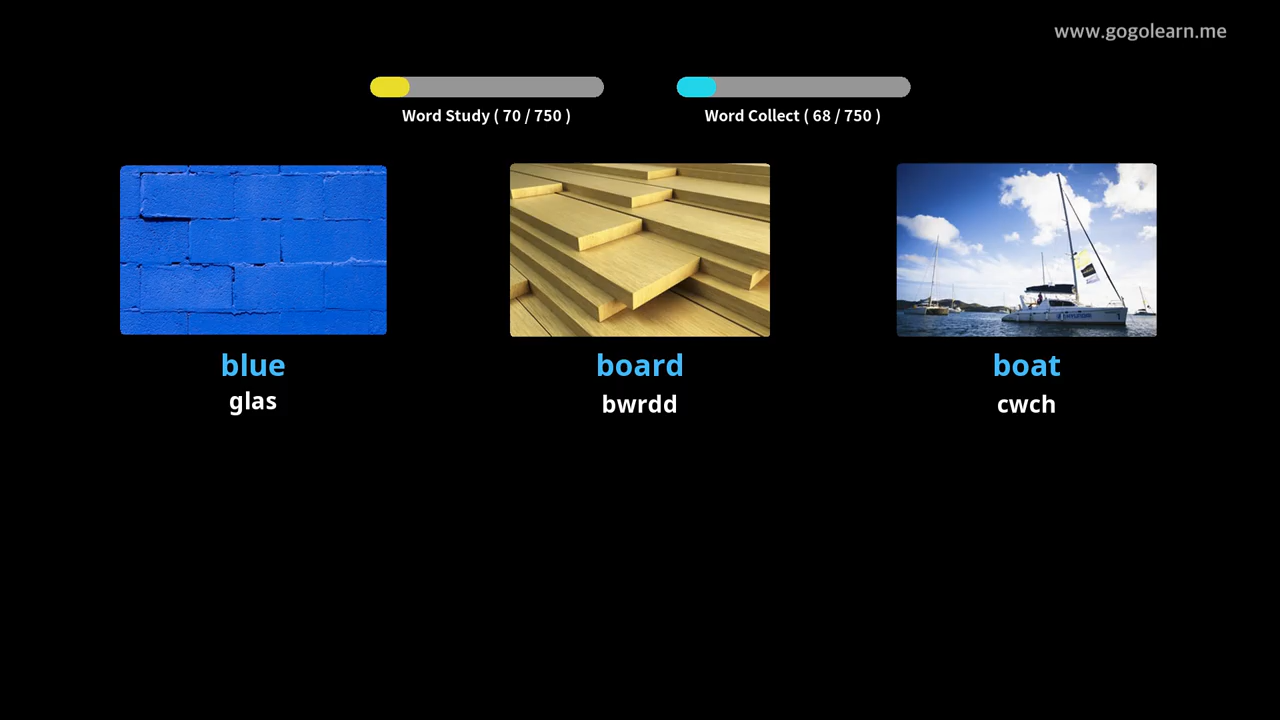 www.gogolearn.me
Word Study ( 70 / 750 )
Word Collect ( 68 / 750 )
blue
board
boat
glas
bwrdd
cwch